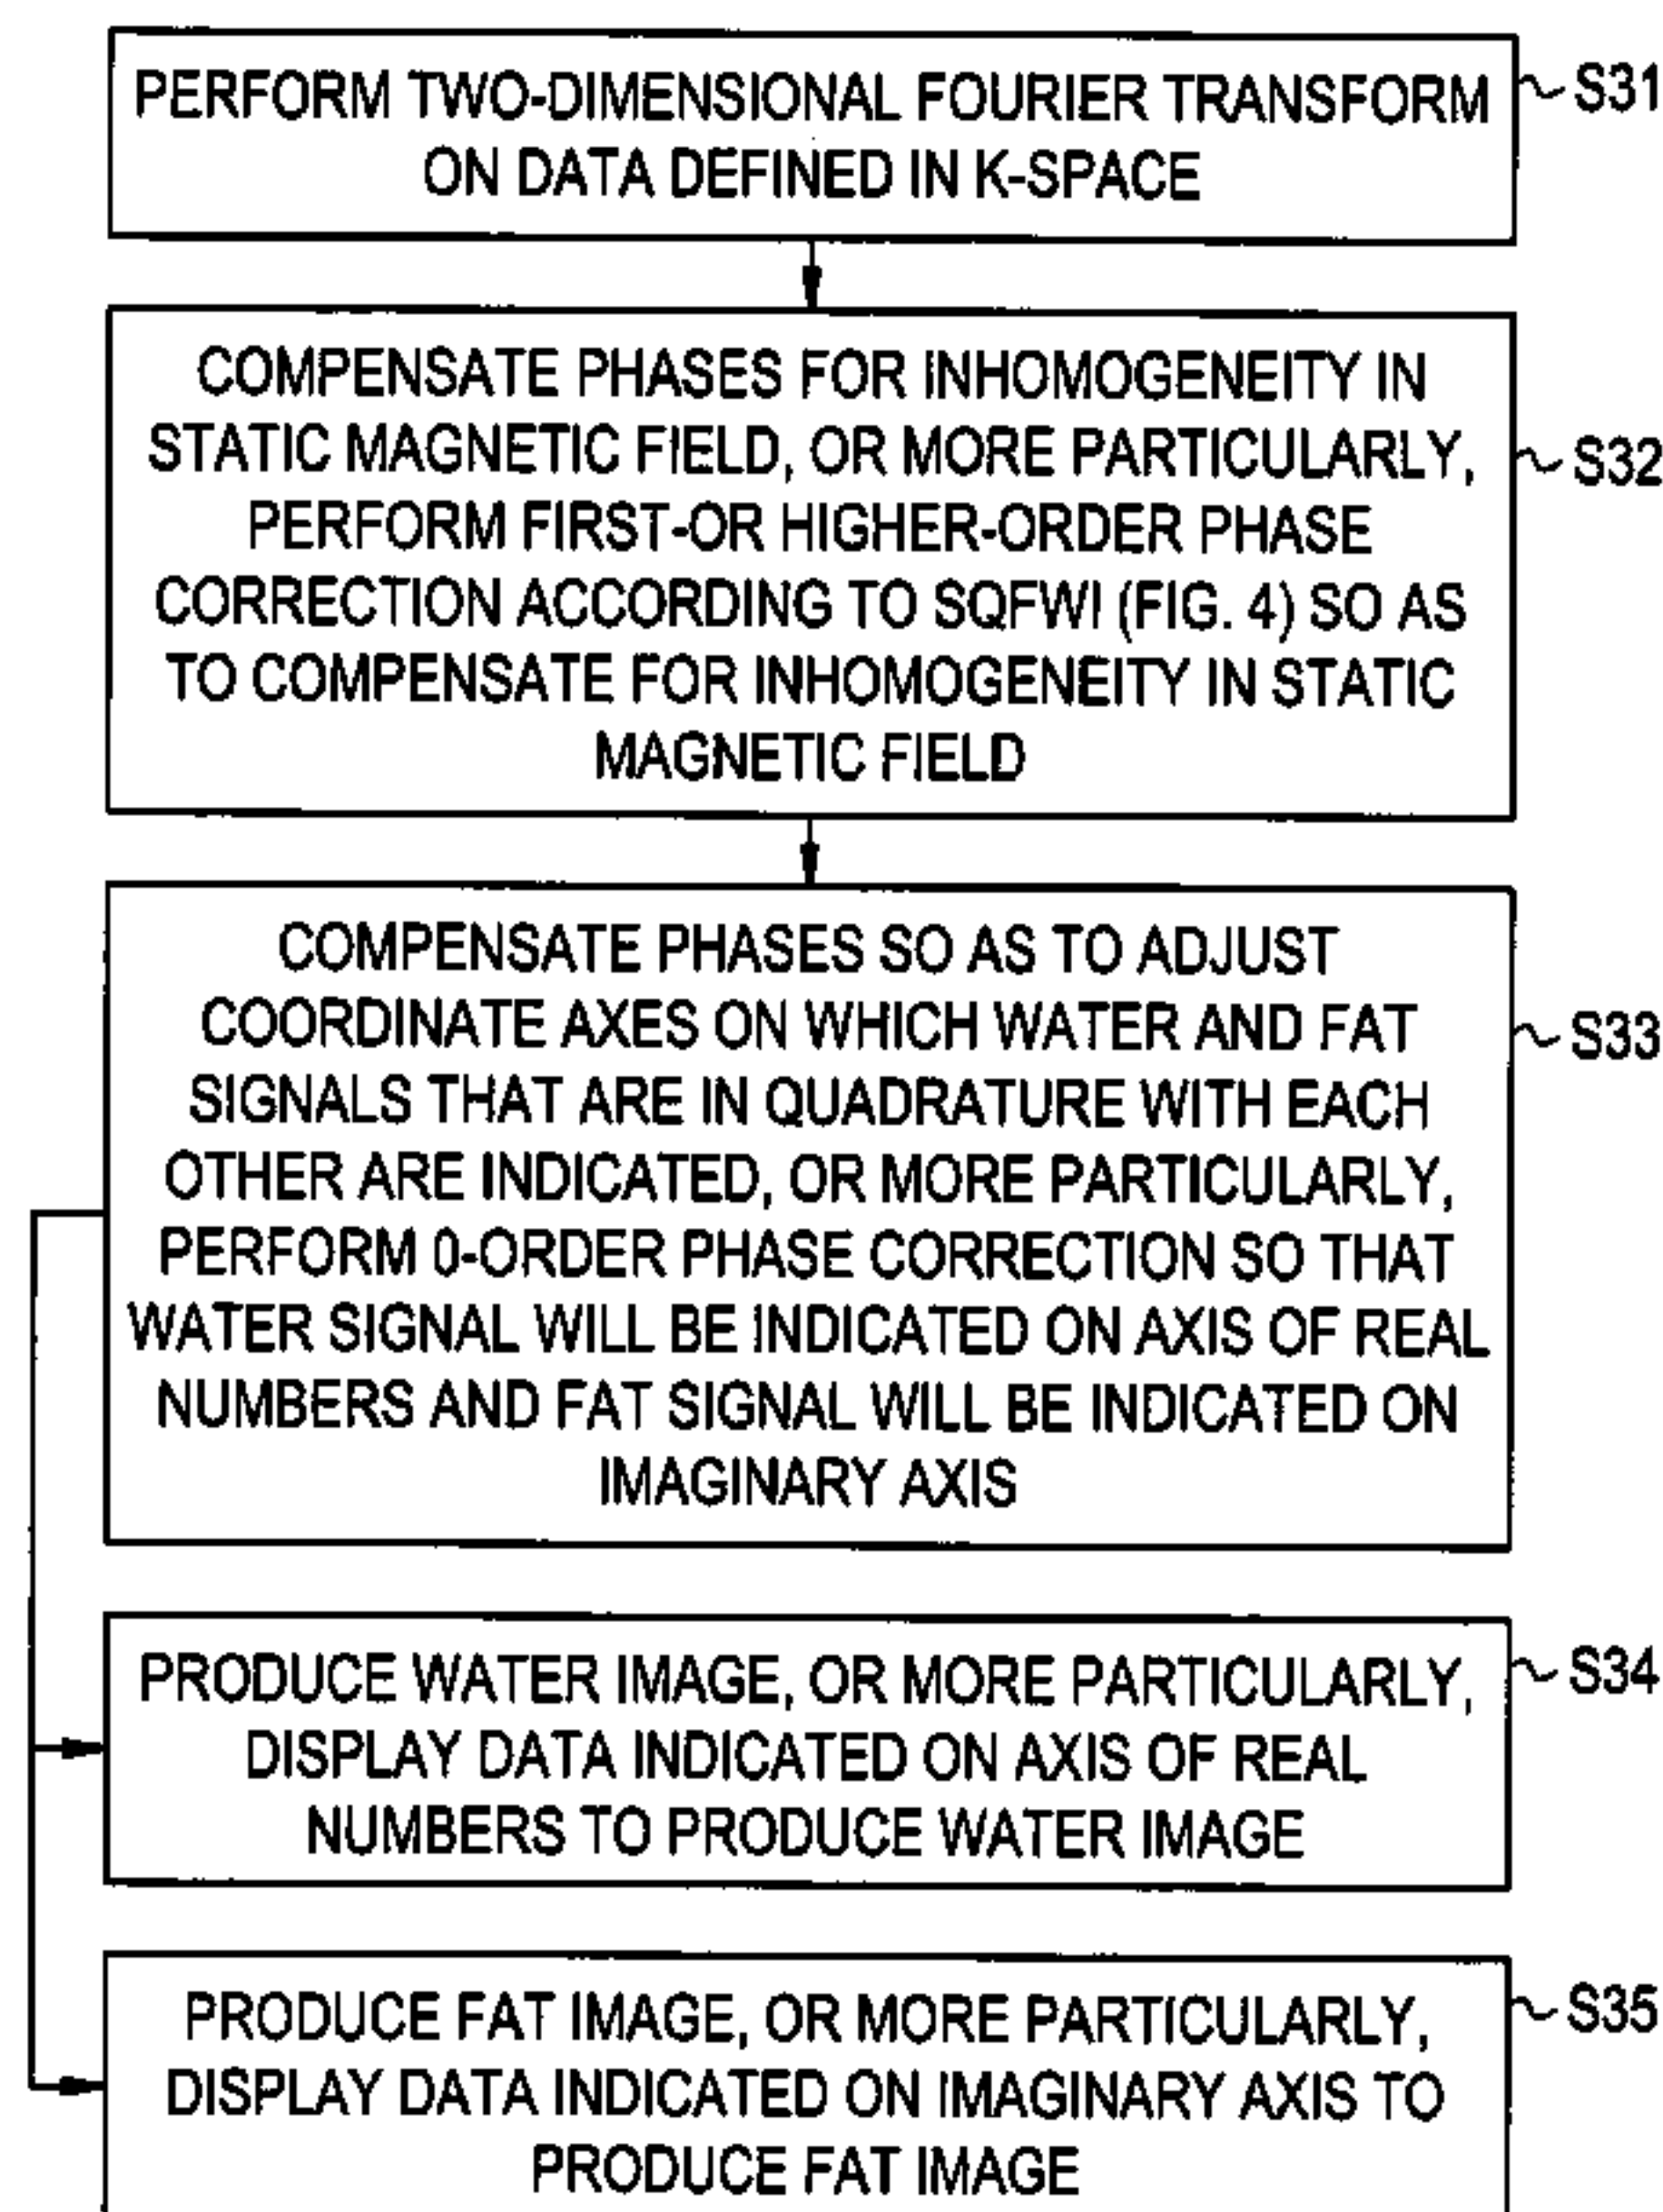 PERFORM TWO-DIMENSIONAL FOURIER TRANSFORM
ON DATA DEFINED IN K-SPACE
S31
COMPENSATE PHASES FOR INHOMOGENEITY IN
STATIC MAGNETIC FIELD, OR MORE PARTICULARLY,
PERFORM FIRST-OR HIGHER-ORDER PHASE
CORRECTION ACCORDING TO SQFWI (FIG. 4) SO AS
TO COMPENSATE FOR INHOMOGENEITY IN STATIC
MAGNETIC FIELD
S32
COMPENSATE PHASES SO AS TO ADJUST
COORDINATE AXES ON WHICH WATER AND FAT
SIGNALS THAT ARE IN QUADRATURE WITH EACH
OTHER ARE INDICATED, OR MORE PARTICULARLY,
PERFORM 0-ORDER PHASE CORRECTION SO THAT
WATER SIGNAL WILL BE INDICATED ON AXIS OF REAL
NUMBERS AND FAT SIGNAL WILL BE INDICATED ON
IMAGINARY AXIS
S33
PRODUCE WATER IMAGE, OR MORE PARTICULARLY,
DISPLAY DATA INDICATED ON AXIS OF REAL
NUMBERS TO PRODUCE WATER IMAGE
S34
PRODUCE FAT IMAGE, OR MORE PARTICULARLY,
DISPLAY DATA INDICATED ON IMAGINARY AXIS TO
PRODUCE FAT IMAGE
S35